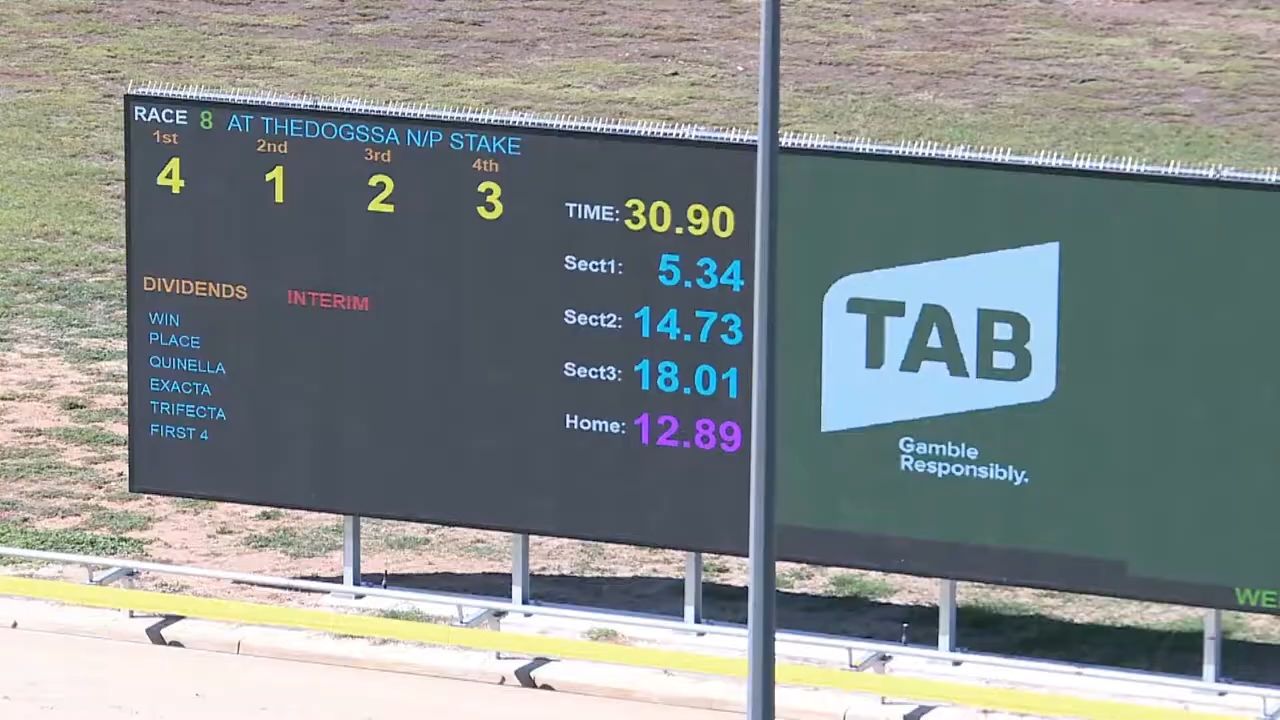 RACE 8 AT THEDOGSSA N/P STAKE
1st 2nd 3rd 4th
4 1 2 3
TIME: 30.90
Sect1: 5.34
Sect2: 14.73
Sect3: 18.01
Home: 12.89
DIVIDENDS INTERIM
WIN
PLACE
QUINELLA
EXACTA
TRIFECTA
FIRST 4
TAB
Gamble
Responsibly.
WE